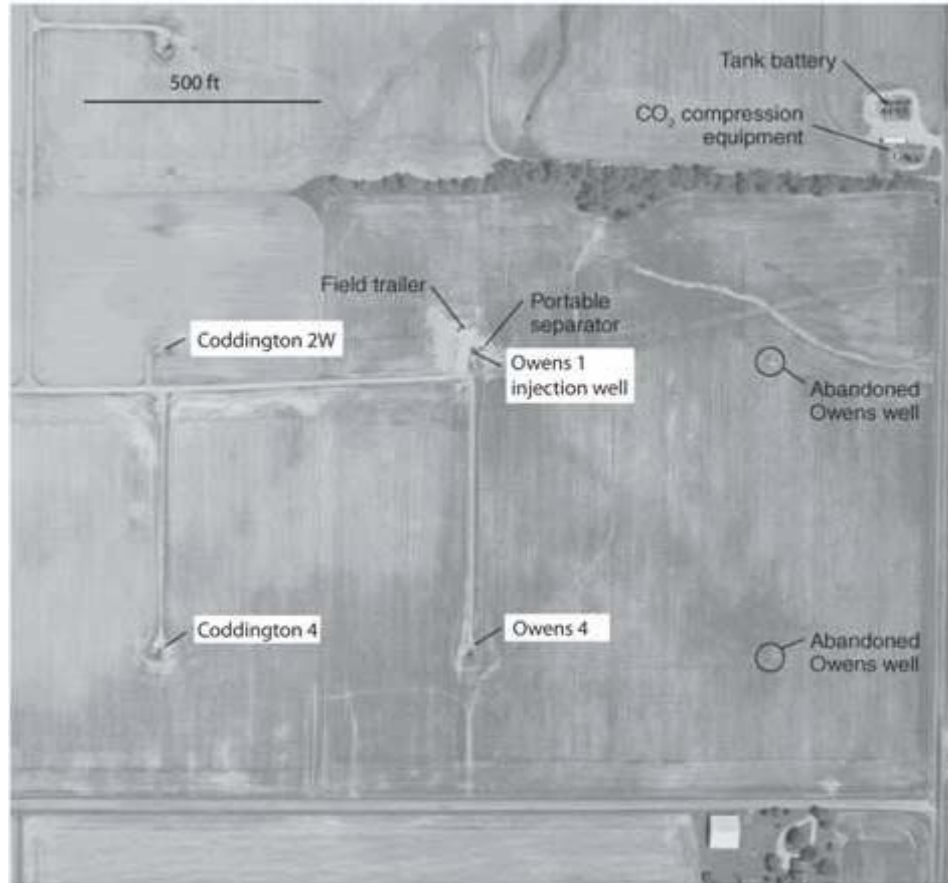 Tank battery
500 ft
CO₂ compression
equipment
Field trailer
Portable
separator
Coddington 2W
Owens 1
injection well
Abandoned
Owens well
Coddington 4
Owens 4
Abandoned
Owens well